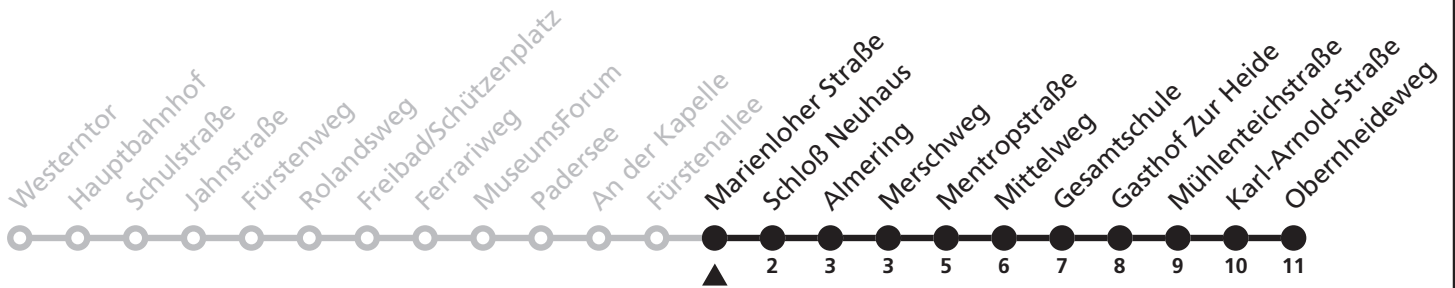 Westerntor
Hauptbahnhof
Schulstraße
Jahnstraße
Fürstenweg
Rolandsweg
Freibad/Schützenplatz
Ferrariweg
MuseumsForum
Padersee
An der Kapelle
Fürstenallee
Marienloher Straße
Schloß Neuhaus
Almering
Merschweg
Mentropstraße
Mittelweg
Gesamtschule
Gasthof Zur Heide
Mühlenteichstraße
Karl-Arnold-Straße
Obernheideweg
2 3 3 5 6 7 8 9 10 11